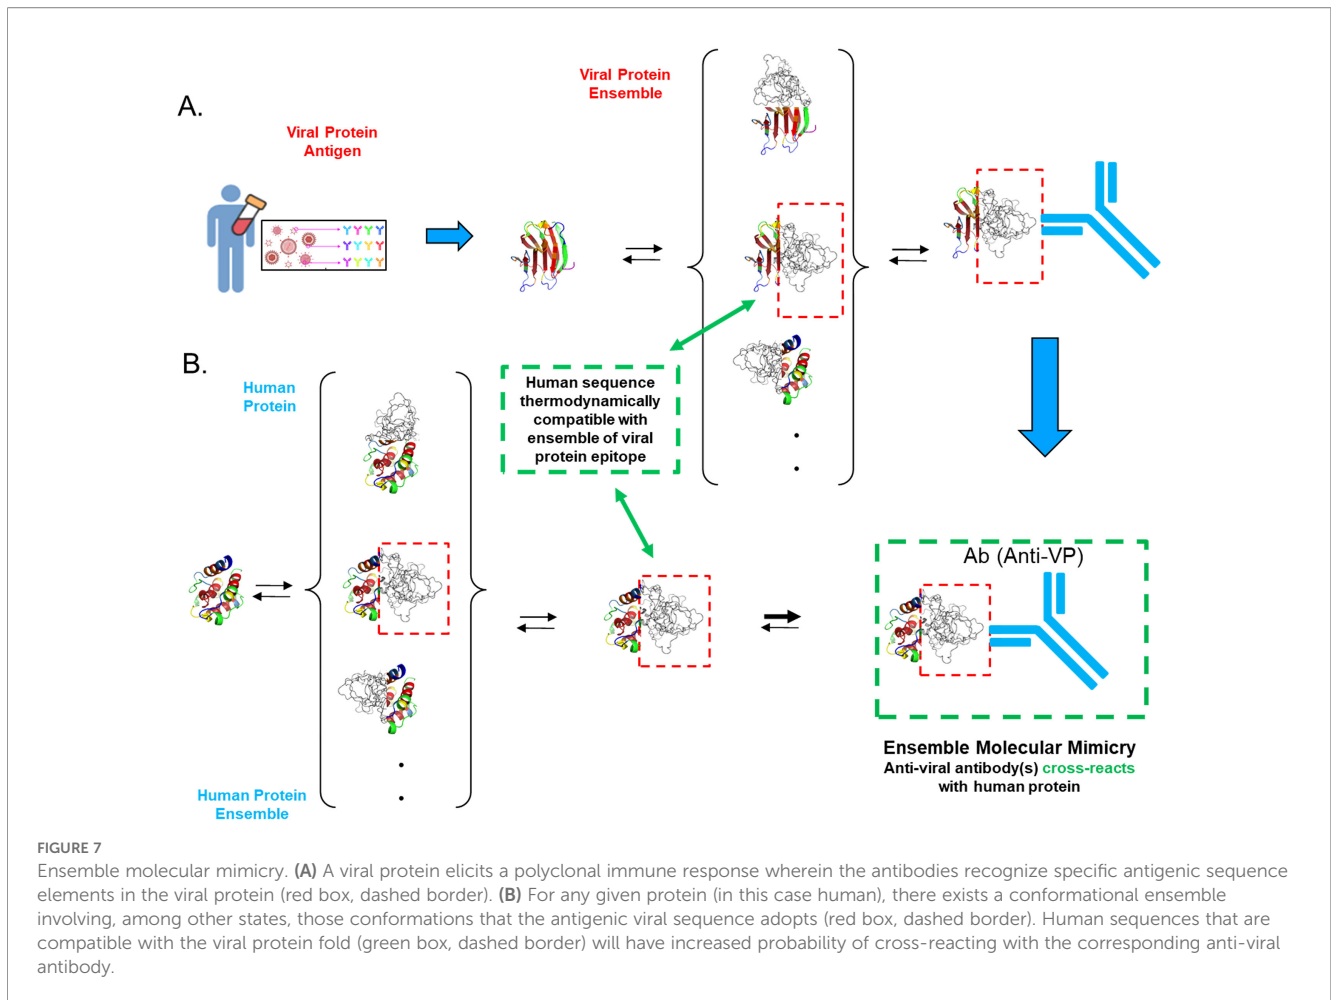 A.
Viral Protein
Antigen
Viral Protein
Ensemble
B.
Human
Protein
Human sequence
thermodynamically
compatible with
ensemble of viral
protein epitope
Human Protein
Ensemble
Ab (Anti-VP)
Ensemble Molecular Mimicry
Anti-viral antibody(s) cross-reacts
with human protein
FIGURE 7
Ensemble molecular mimicry. (A) A viral protein elicits a polyclonal immune response wherein the antibodies recognize specific antigenic sequence
elements in the viral protein (red box, dashed border). (B) For any given protein (in this case human), there exists a conformational ensemble
involving, among other states, those conformations that the antigenic viral sequence adopts (red box, dashed border). Human sequences that are
compatible with the viral protein fold (green box, dashed border) will have increased probability of cross-reacting with the corresponding anti-viral
antibody.